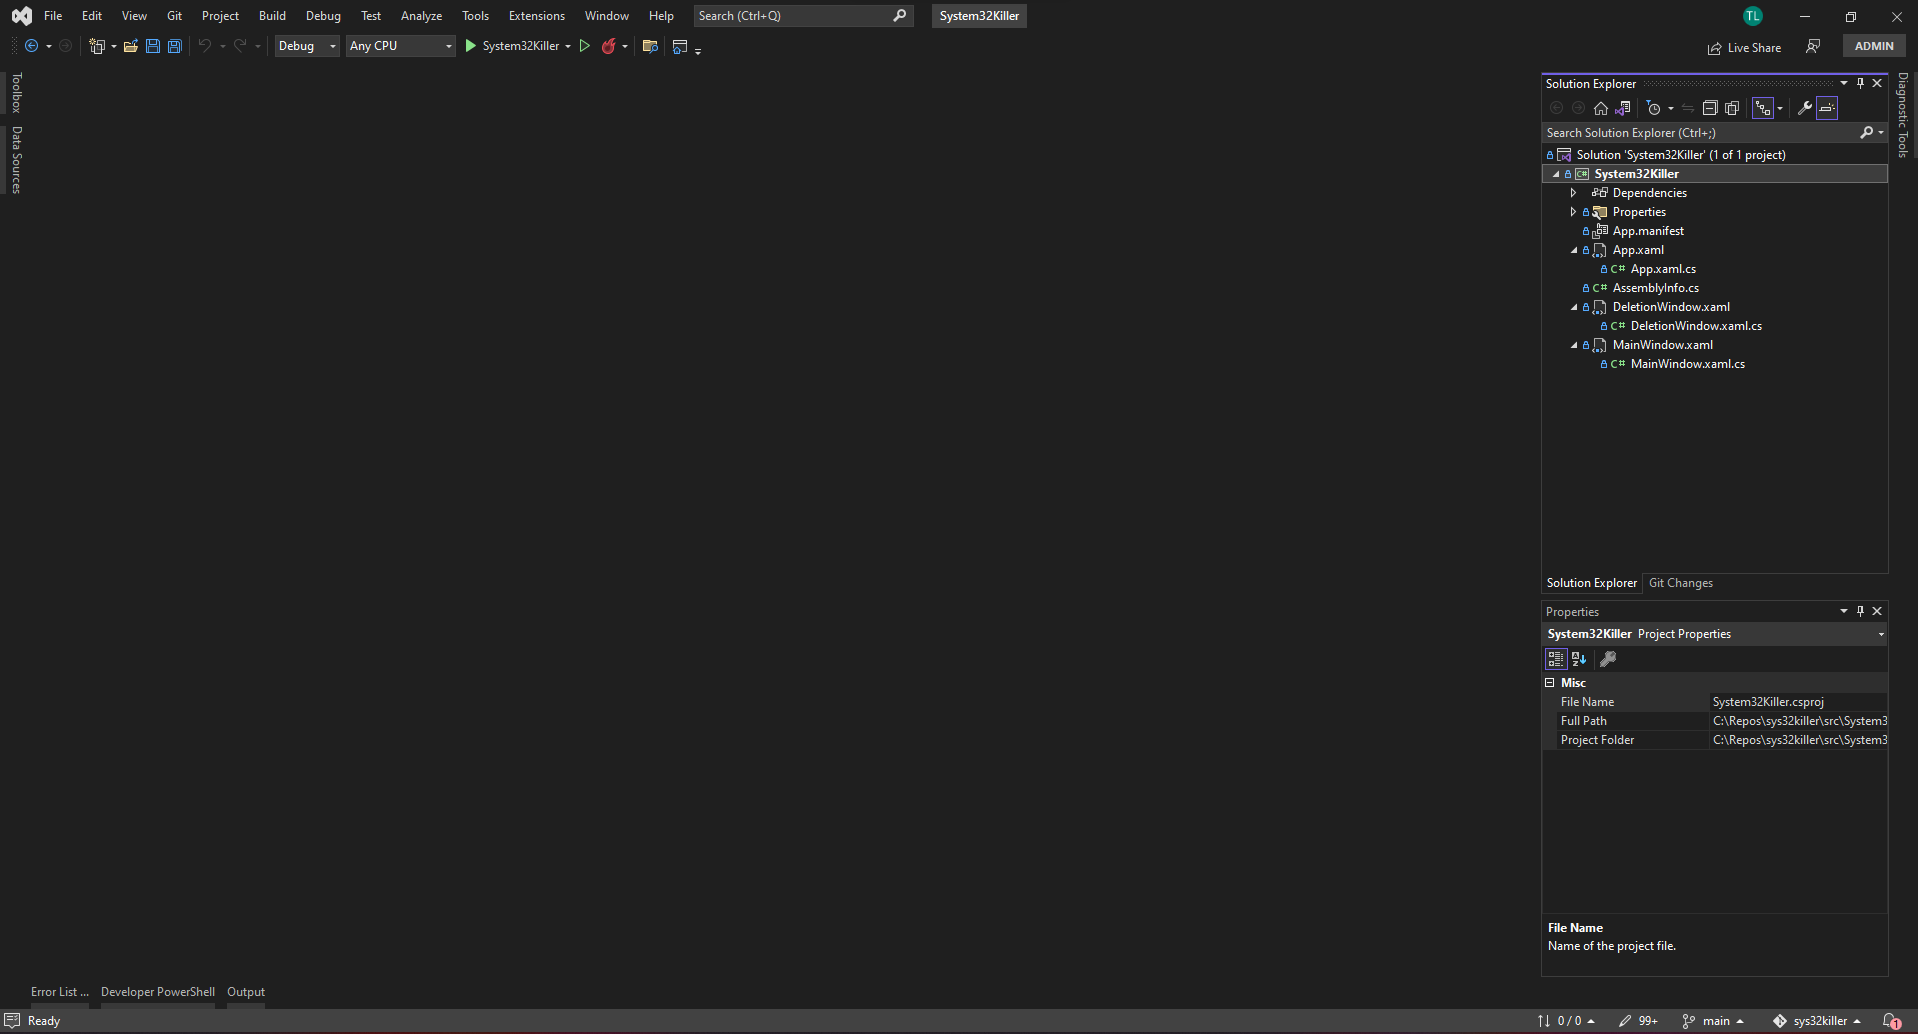 File Edit View Git Project Build Debug Test Analyze Tools Extensions Window Help Search (Ctrl+Q) System32Killer TL
Debug Any CPU System32Killer Live Share ADMIN
Toolbox
Data Sources
Solution Explorer
Search Solution Explorer (Ctrl+;)
Solution 'System32Killer' (1 of 1 project)
C# System32Killer
Dependencies
Properties
App.manifest
App.xaml
C# App.xaml.cs
C# AssemblyInfo.cs
DeletionWindow.xaml
C# DeletionWindow.xaml.cs
MainWindow.xaml
C# MainWindow.xaml.cs
Solution Explorer Git Changes
Diagnostic Tools
Properties
System32Killer Project Properties
Misc
File Name System32Killer.csproj
Full Path C:\Repos\sys32killer\src\System3
Project Folder C:\Repos\sys32killer\src\System3
File Name
Name of the project file.
Error List ... Developer PowerShell Output
Ready 0 / 0 99+ main sys32killer 1